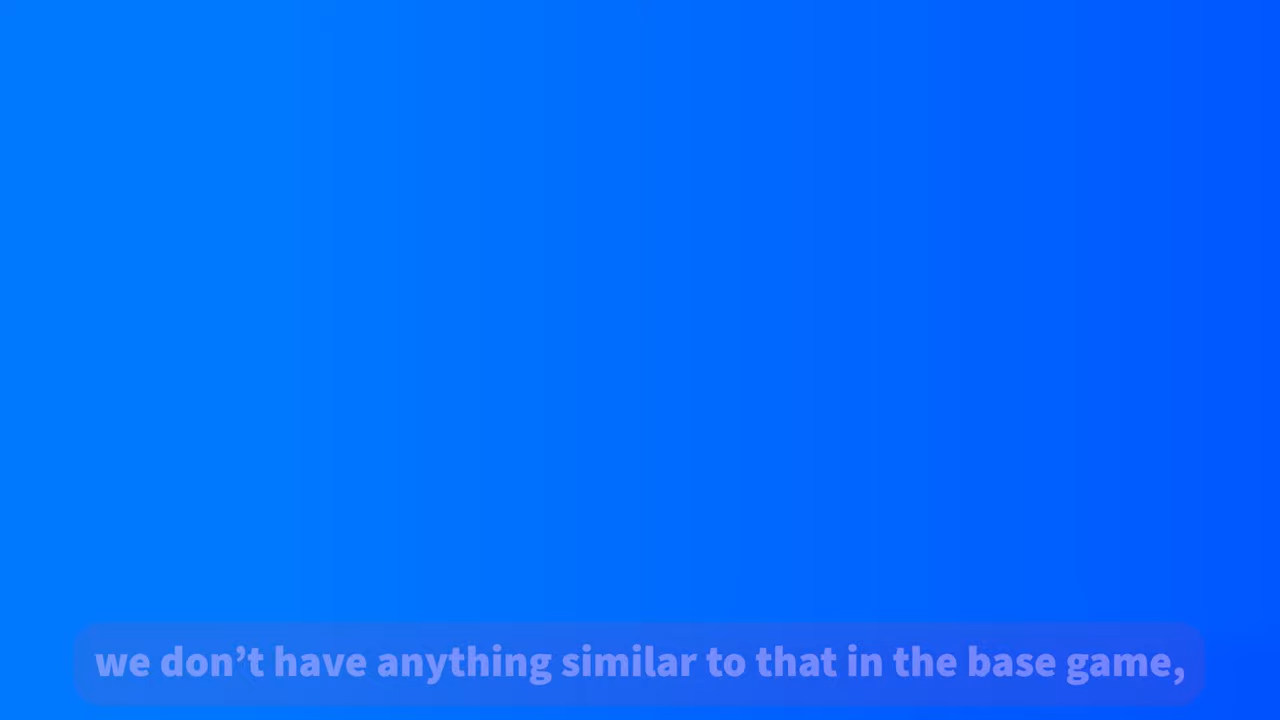 we don’t have anything similar to that in the base game,